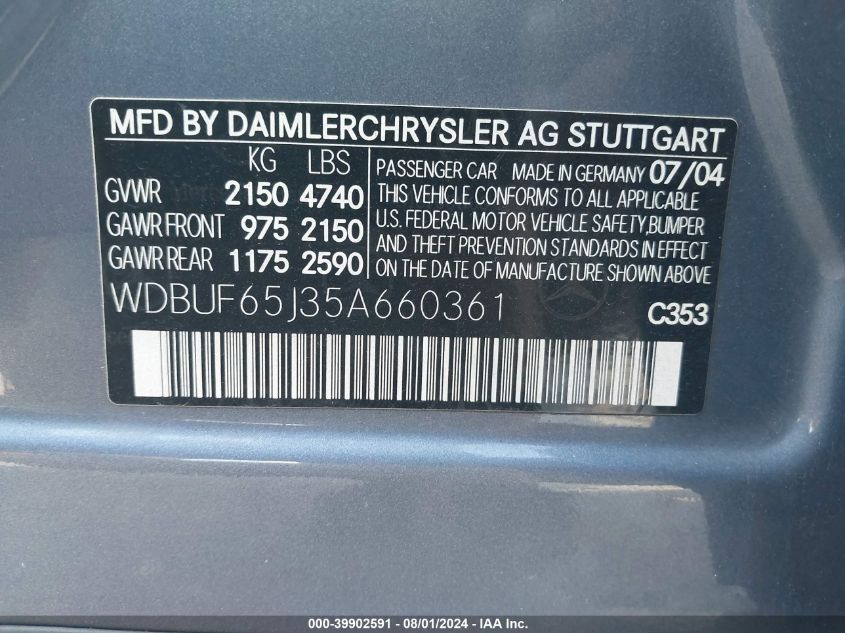 MFD BY DAIMLERCHRYSLER AG STUTTGART
KG LBS
GVWR 2150 4740
GAWR FRONT 975 2150
GAWR REAR 1175 2590
PASSENGER CAR MADE IN GERMANY 07/04
THIS VEHICLE CONFORMS TO ALL APPLICABLE
U.S. FEDERAL MOTOR VEHICLE SAFETY,BUMPER
AND THEFT PREVENTION STANDARDS IN EFFECT
ON THE DATE OF MANUFACTURE SHOWN ABOVE
WDBUF65J35A660361
C353
000-39902591 - 08/01/2024 - IAA Inc.